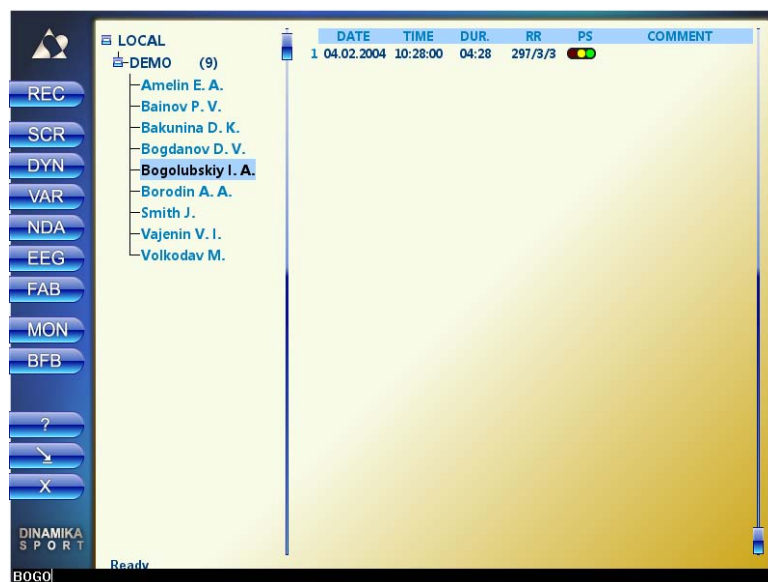 REC
SCR
DYN
VAR
NDA
EEG
FAB
MON
BFB
?
X
DINAMIKA
SPORT
LOCAL
DEMO (9)
Amelin E. A.
Bainov P. V.
Bakunina D. K.
Bogdanov D. V.
Bogolubskiy I. A.
Borodin A. A.
Smith J.
Vajenin V. I.
Volkodav M.
DATE TIME DUR. RR PS COMMENT
1 04.02.2004 10:28:00 04:28 297/3/3
Ready
BOGO